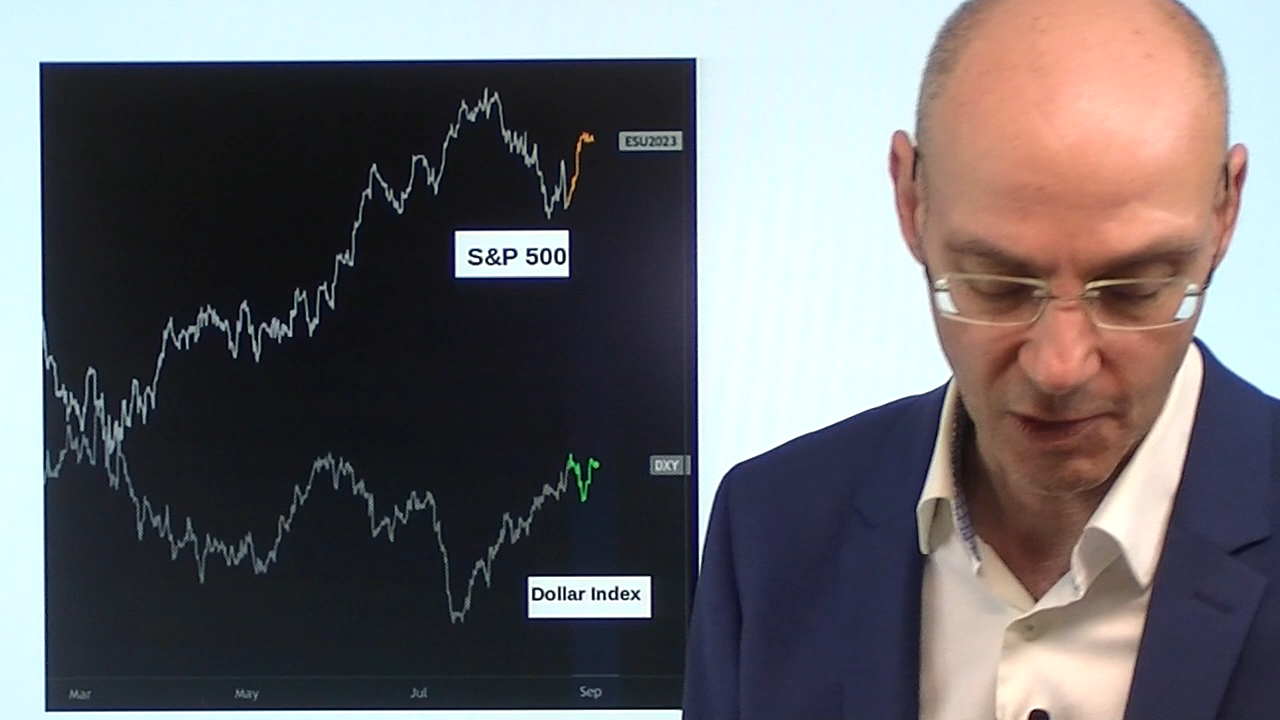 ESU2023
S&P 500
DXY
Dollar Index
Mar May Jul Sep